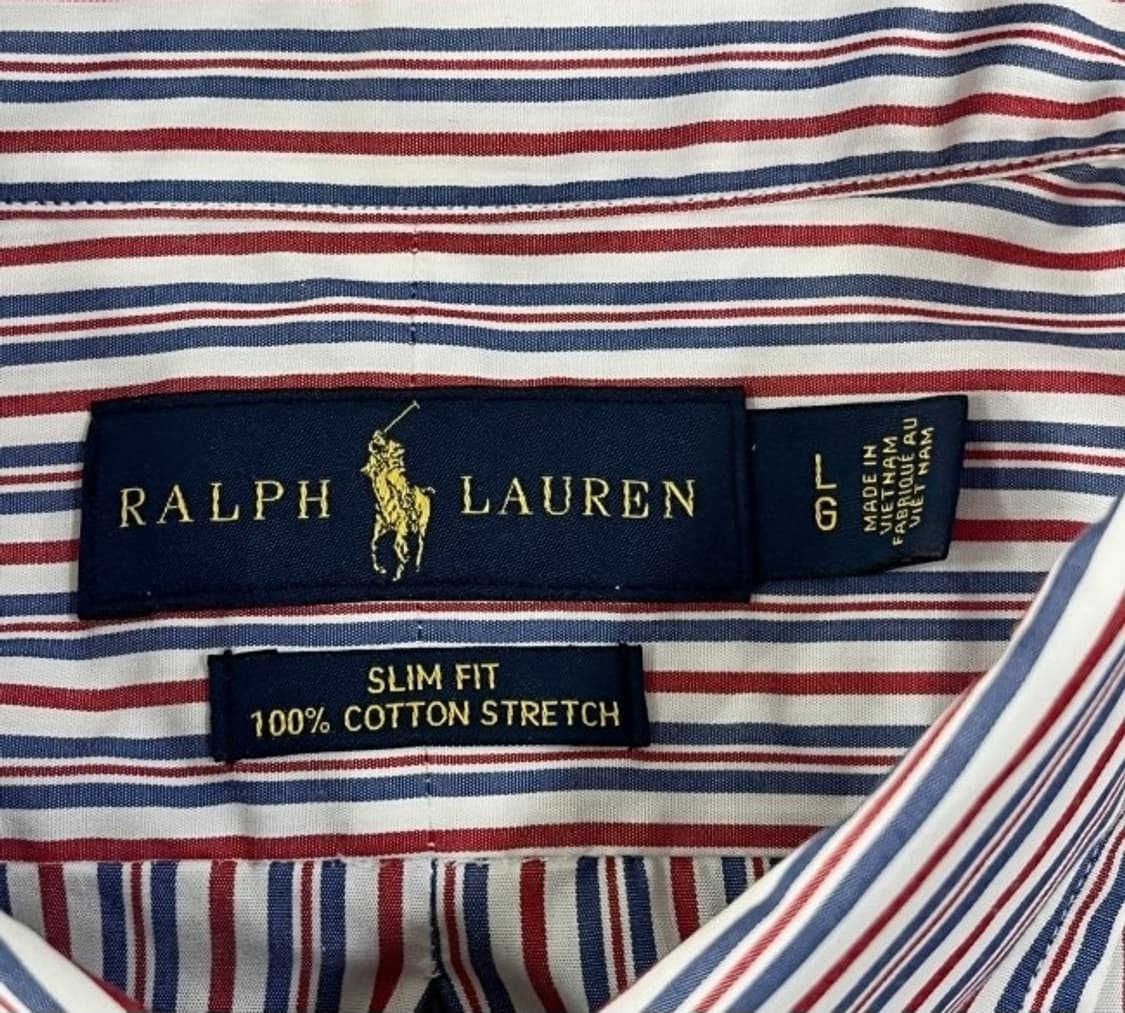 RALPH LAUREN
L
G
MADE IN
VIETNAM
FABRIQUÉ AU
VIET NAM
SLIM FIT
100% COTTON STRETCH